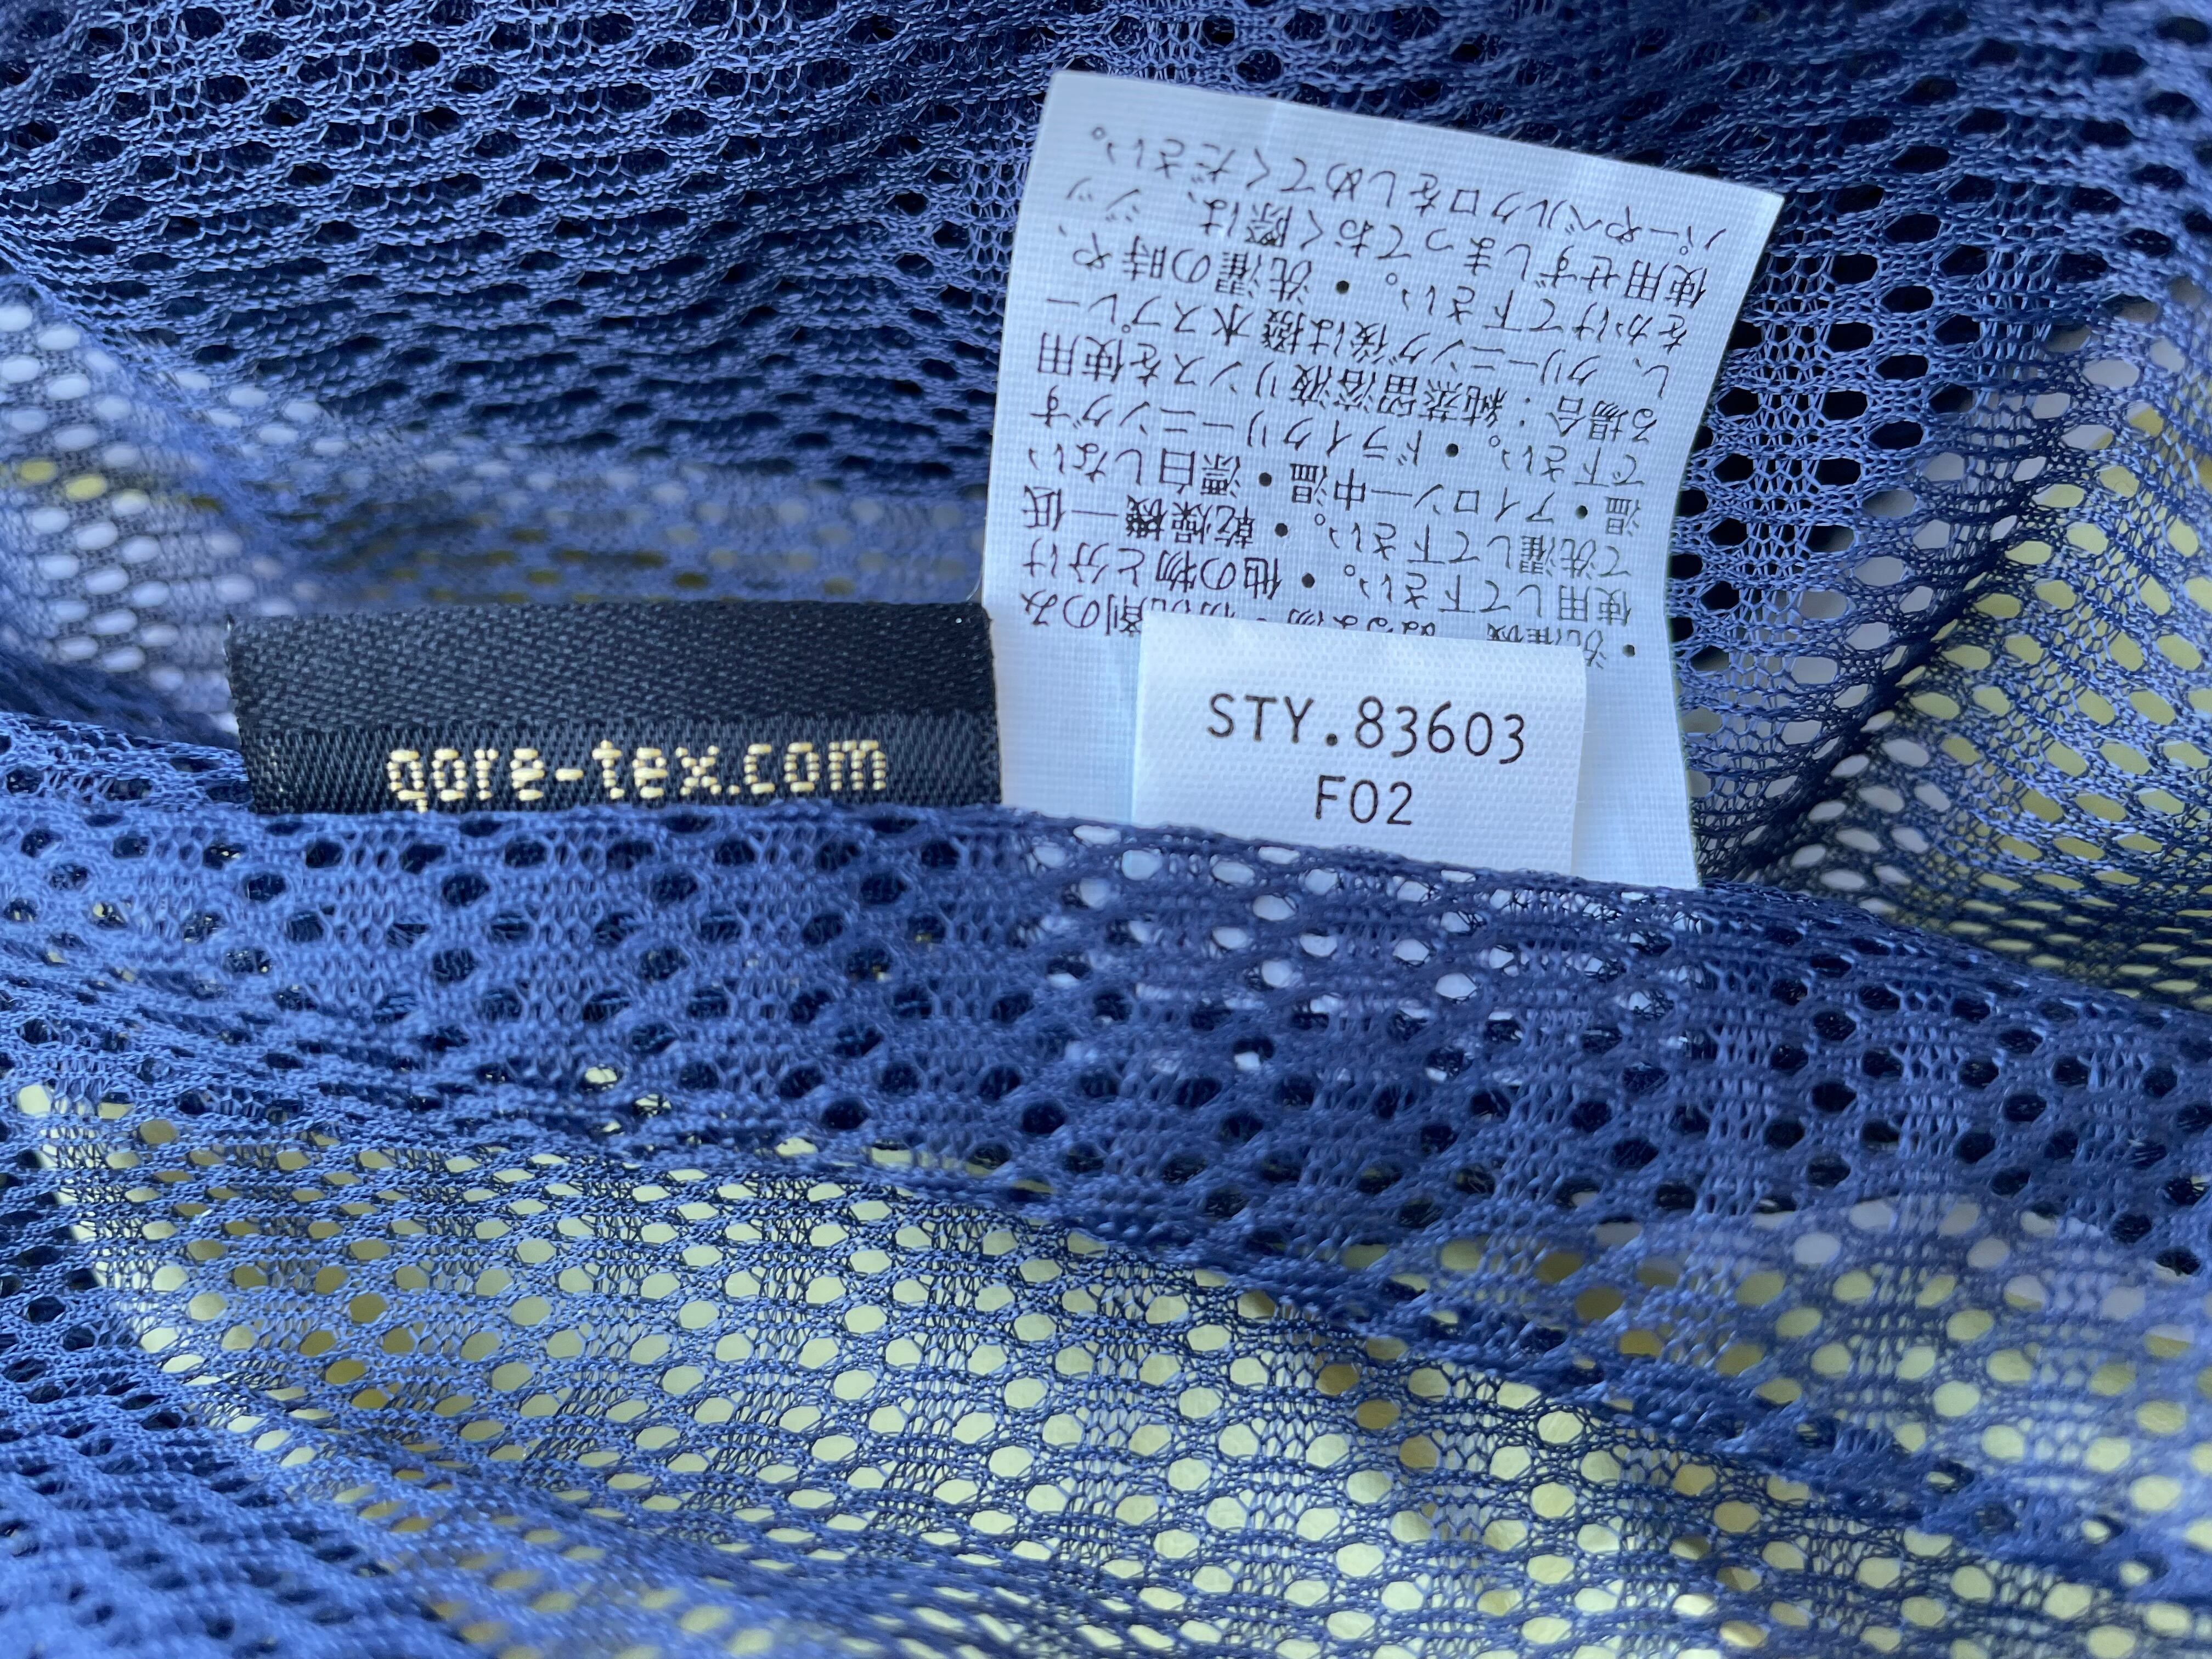 gore-tex.com
STY.83603
F02
使用して下さい。・他の物と分け
て洗濯して下さい。・乾燥機―低
温・アイロン―中温・漂白しない
で下さい。・ドライクリーニングす
る場合:純蒸留溶液リンスを使用
し、クリーニング後は撥水スプレー
をかけて下さい。・洗濯の時や、
使用せずしまっておく際は、ジッ
パーやベルクロをしめてください。